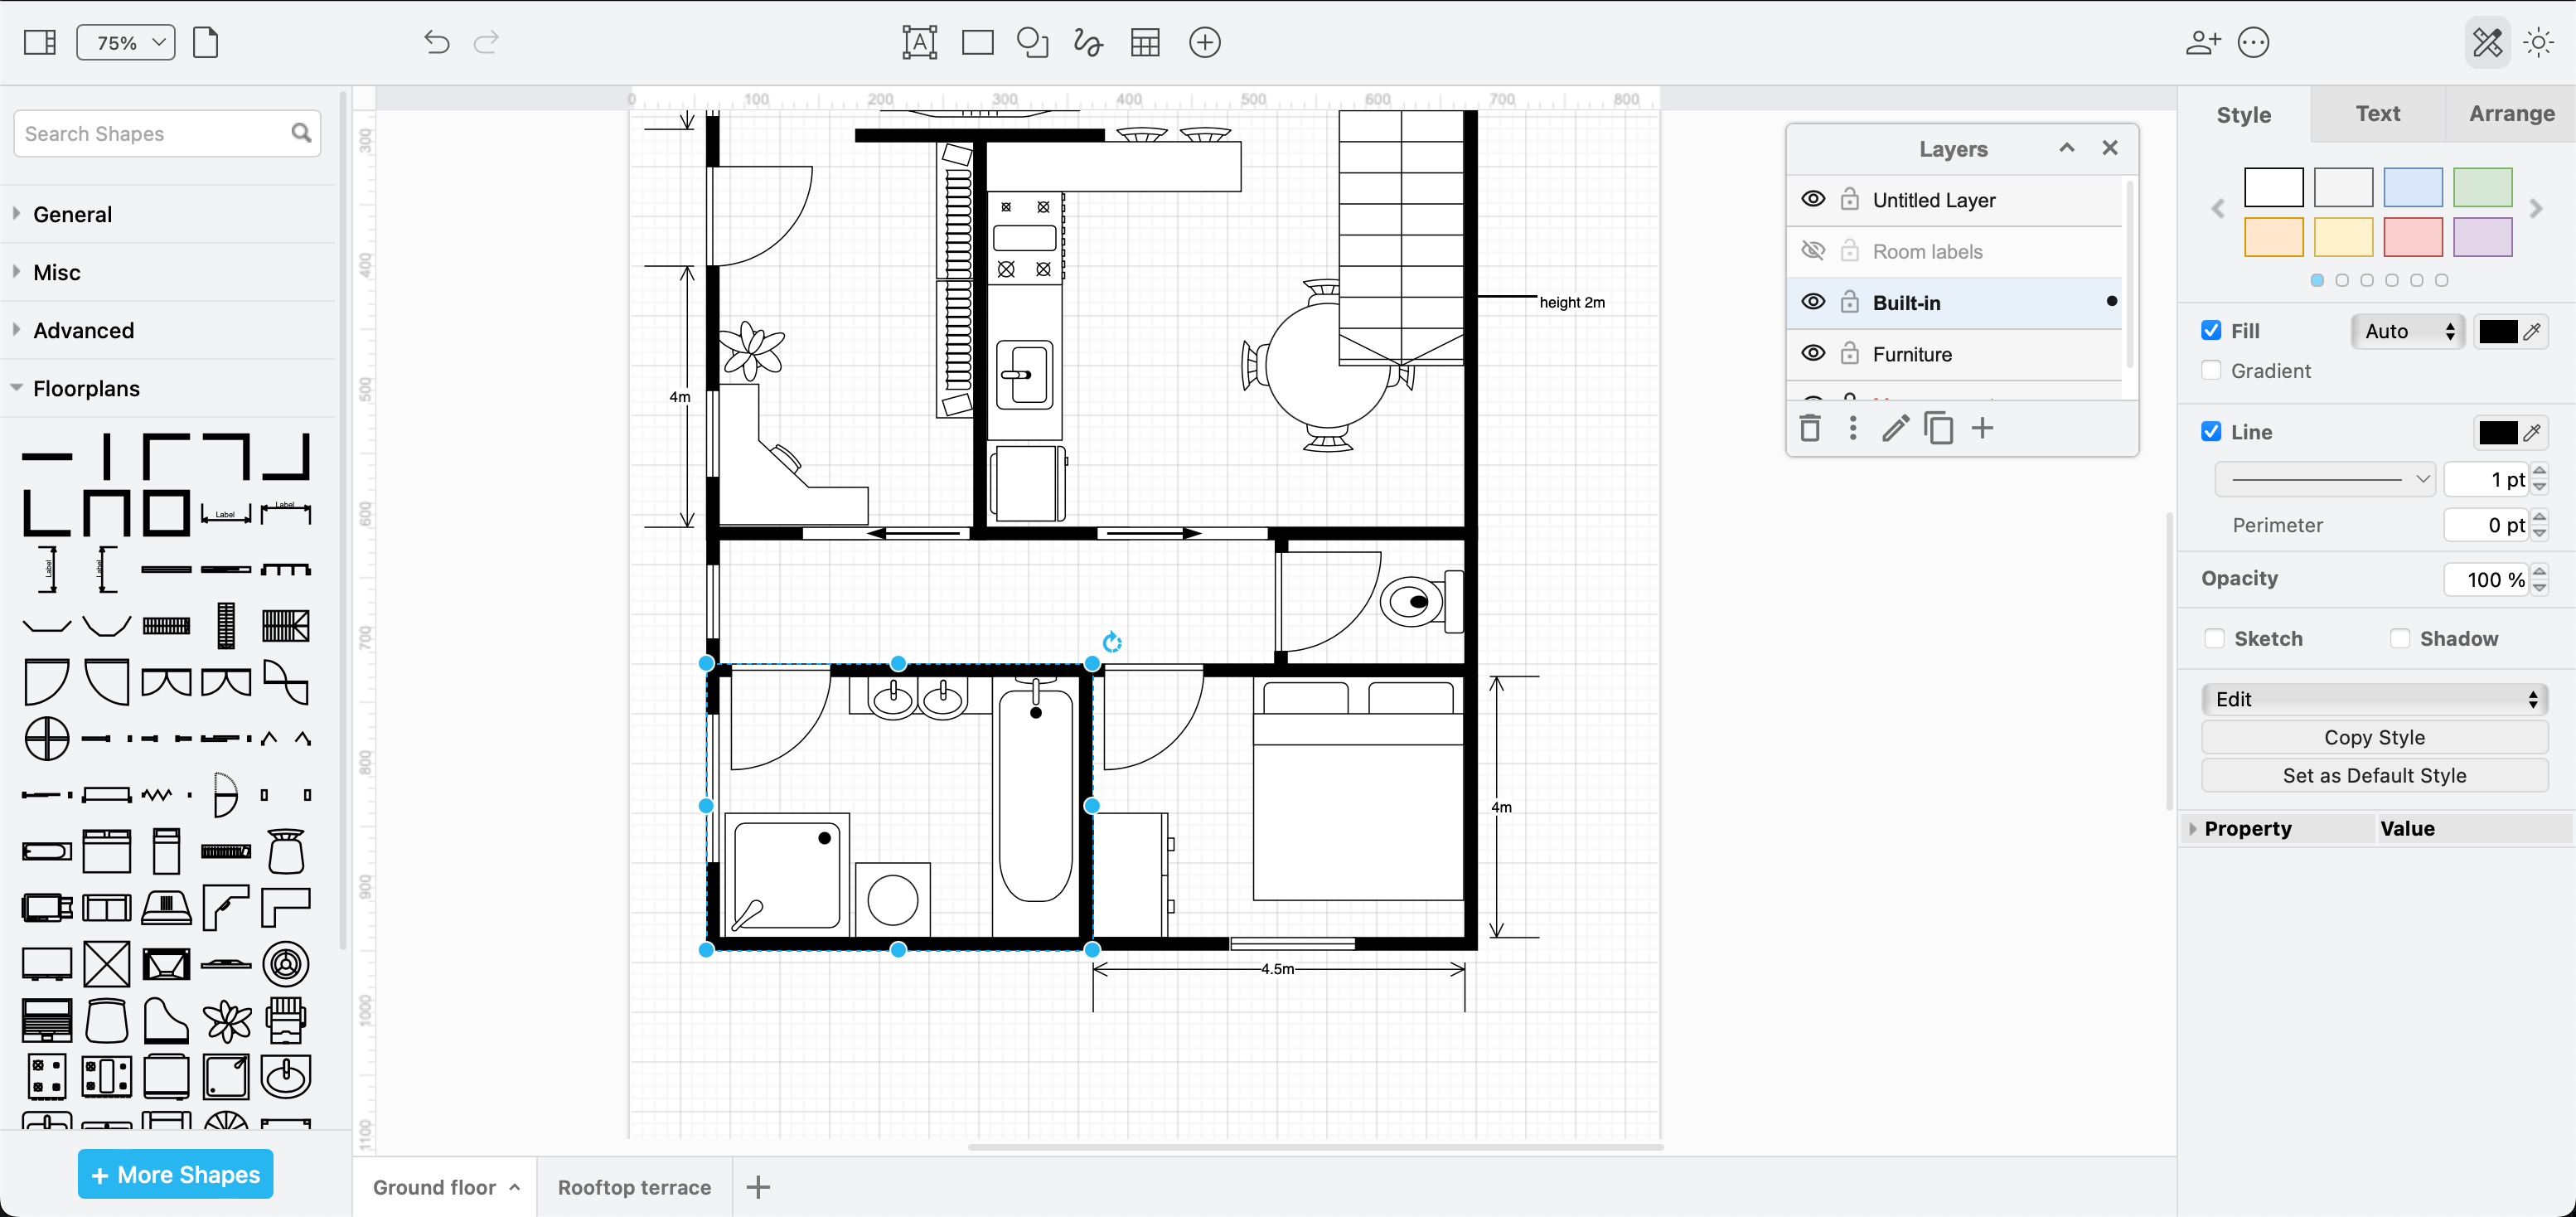 75%
Search Shapes
General
Misc
Advanced
Floorplans
Label
Label
Label
Label
+ More Shapes
0 100 200 300 400 500 600 700 800
300
400
500
600
700
800
900
1000
1100
4m
height 2m
4m
4.5m
Layers
Untitled Layer
Room labels
Built-in
Furniture
Ground floor
Rooftop terrace
Style Text Arrange
Fill
Auto
Gradient
Line
1 pt
Perimeter
0 pt
Opacity
100 %
Sketch
Shadow
Edit
Copy Style
Set as Default Style
Property Value